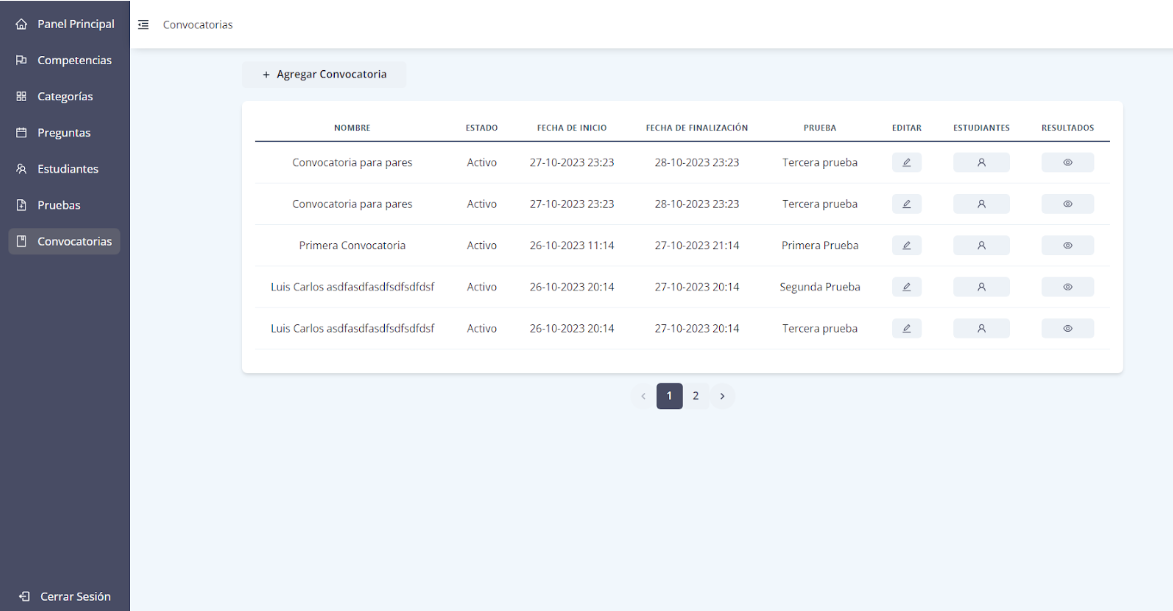 Panel Principal
Competencias
Categorías
Preguntas
Estudiantes
Pruebas
Convocatorias
Cerrar Sesión
Convocatorias
+ Agregar Convocatoria
NOMBRE ESTADO FECHA DE INICIO FECHA DE FINALIZACIÓN PRUEBA EDITAR ESTUDIANTES RESULTADOS
Convocatoria para pares Activo 27-10-2023 23:23 28-10-2023 23:23 Tercera prueba
Convocatoria para pares Activo 27-10-2023 23:23 28-10-2023 23:23 Tercera prueba
Primera Convocatoria Activo 26-10-2023 11:14 27-10-2023 21:14 Primera Prueba
Luis Carlos asdfasdfasdfsdfsdfdsf Activo 26-10-2023 20:14 27-10-2023 20:14 Segunda Prueba
Luis Carlos asdfasdfasdfsdfsdfdsf Activo 26-10-2023 20:14 27-10-2023 20:14 Tercera prueba
‹ 1 2 ›